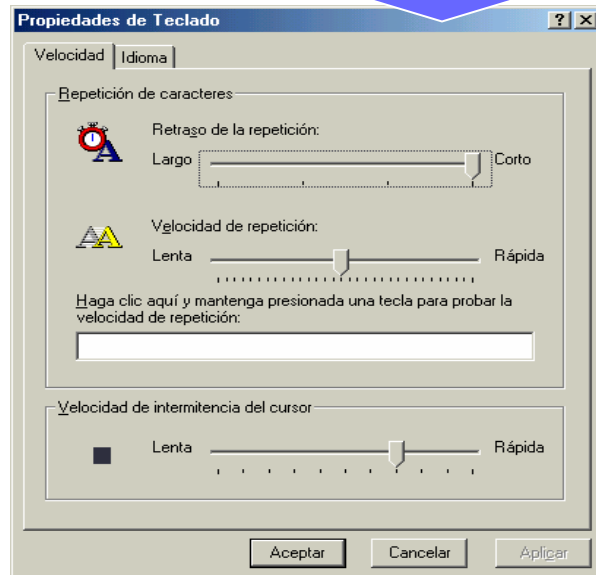 Propiedades de Teclado
Velocidad
Idioma
Repetición de caracteres
Retraso de la repetición:
Largo
Corto
Velocidad de repetición:
Lenta
Rápida
Haga clic aquí y mantenga presionada una tecla para probar la
velocidad de repetición:
Velocidad de intermitencia del cursor
Lenta
Rápida
Aceptar
Cancelar
Aplicar